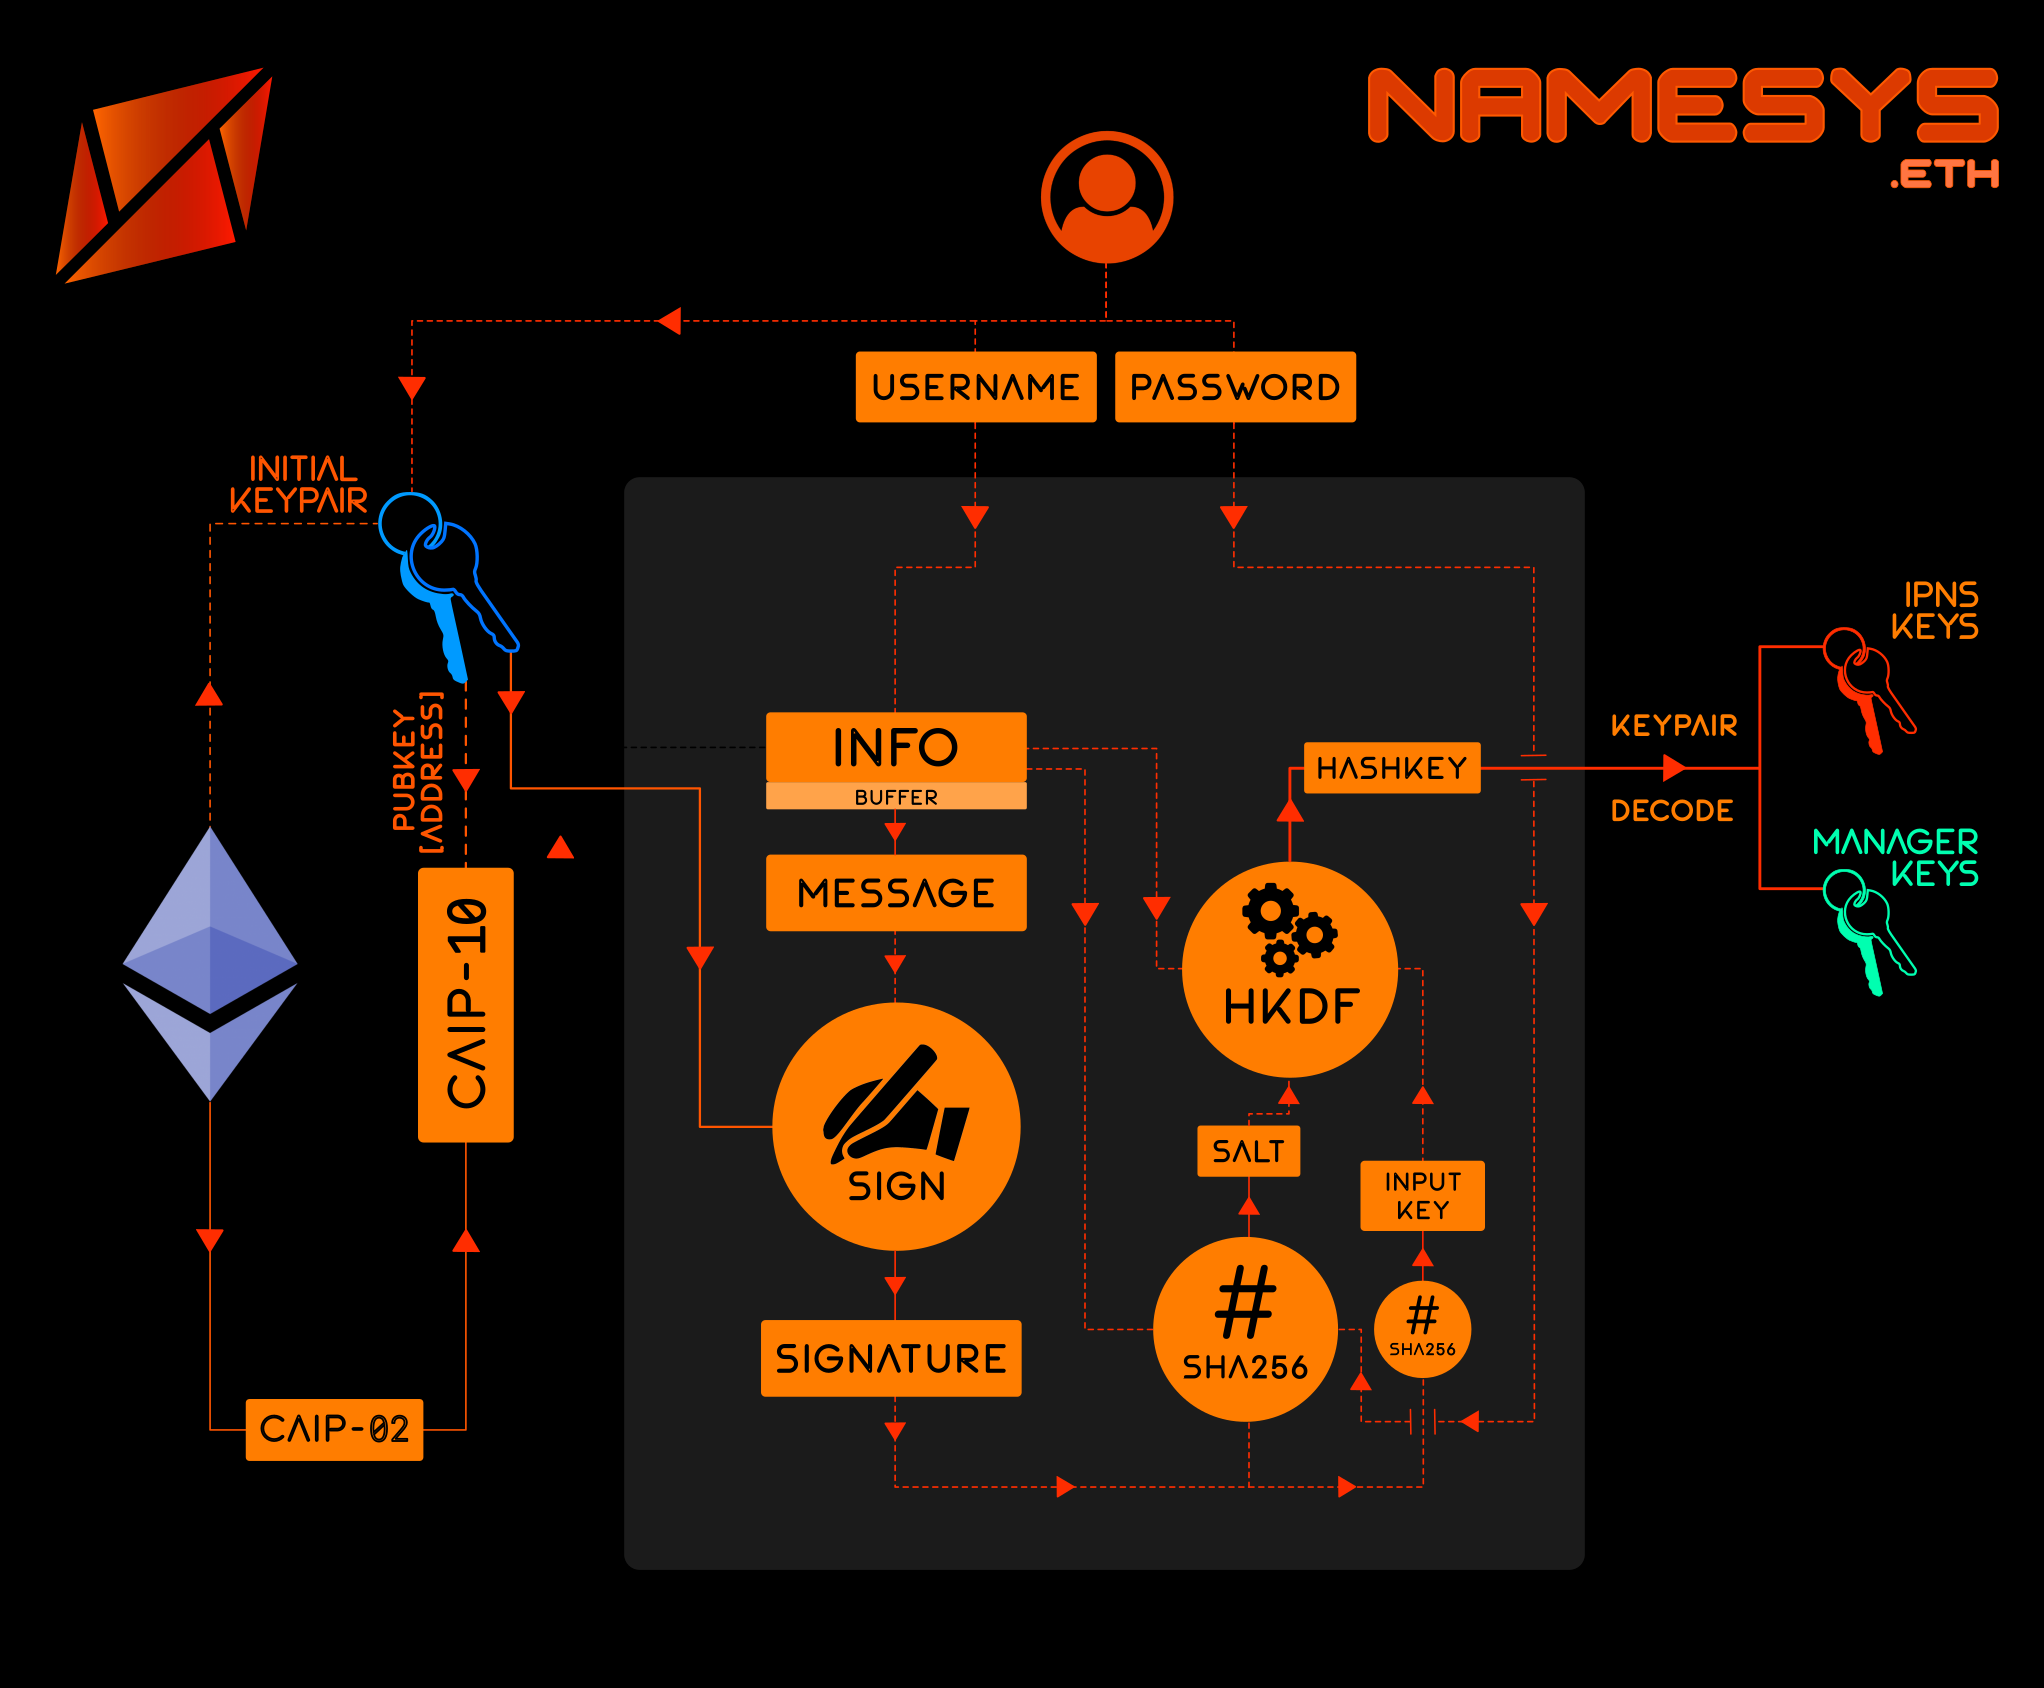 NAMESYS
.ETH
USERNAME
PASSWORD
INITIAL
KEYPAIR
IPNS
KEYS
PUBKEY
[ADDRESS]
INFO
BUFFER
HASHKEY
KEYPAIR
DECODE
MANAGER
KEYS
MESSAGE
CAIP-10
HKDF
SIGN
SALT
INPUT
KEY
#
SHA256
#
SHA256
SIGNATURE
CAIP-02